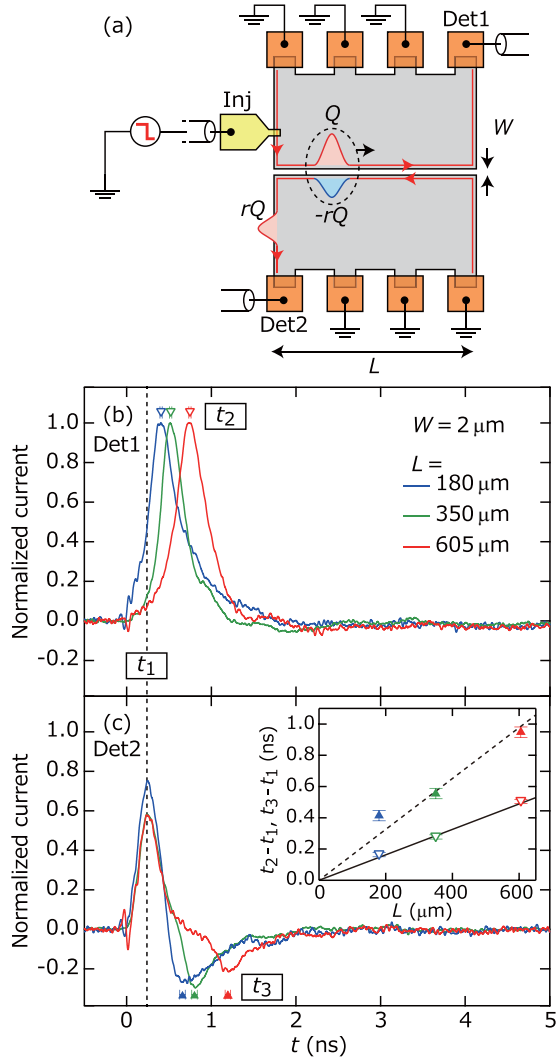 (a)
Det1
Inj
Q
W
rQ
-rQ
Det2
L
(b)
Det1
t2
W = 2 μm
L =
180 μm
350 μm
605 μm
Normalized current
1.0
0.8
0.6
0.4
0.2
0.0
-0.2
t1
(c)
Det2
Normalized current
1.0
0.8
0.6
0.4
0.2
0.0
-0.2
t3
t2-t1, t3-t1 (ns)
1.0
0.8
0.6
0.4
0.2
0.0
0 200 400 600
L (μm)
0 1 2 3 4 5
t (ns)